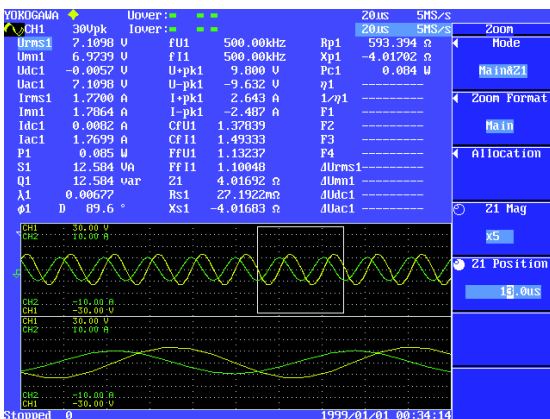 YOKOGAWA Uover: 20us 5MS/s
CH1 30Vpk Iover: 20us 5MS/s Zoom
Urms1 7.1098 V fU1 500.00kHz Rp1 593.394 Ω Mode
Umn1 6.9739 V fI1 500.00kHz Xp1 -4.01702 Ω
Udc1 -0.0057 V U+pk1 9.800 V Pc1 0.084 W Main&Z1
Uac1 7.1098 V U-pk1 -9.632 V η1 ----------
Irms1 1.7700 A I+pk1 2.643 A 1/η1 ---------- Zoom Format
Imn1 1.7864 A I-pk1 -2.487 A F1 ----------
Idc1 0.0082 A CfU1 1.37839 F2 ---------- Main
Iac1 1.7699 A CfI1 1.49333 F3 ----------
P1 0.085 W FfU1 1.13237 F4 ---------- Allocation
S1 12.584 VA FfI1 1.10048 ΔUrms1----------
Q1 12.584 var Z1 4.01692 Ω ΔUmn1 ----------
λ1 0.00677 Rs1 27.1922mΩ ΔUdc1 ----------
φ1 D 89.6 ° Xs1 -4.01683 Ω ΔUac1 ----------
Z1 Mag
CH1 30.00 V
CH2 10.00 A
x5
Z1 Position
13.0us
CH2 -10.00 A
CH1 -30.00 V
CH1 30.00 V
CH2 10.00 A
CH2 -10.00 A
CH1 -30.00 V
Stopped 0 1999/01/01 00:34:14